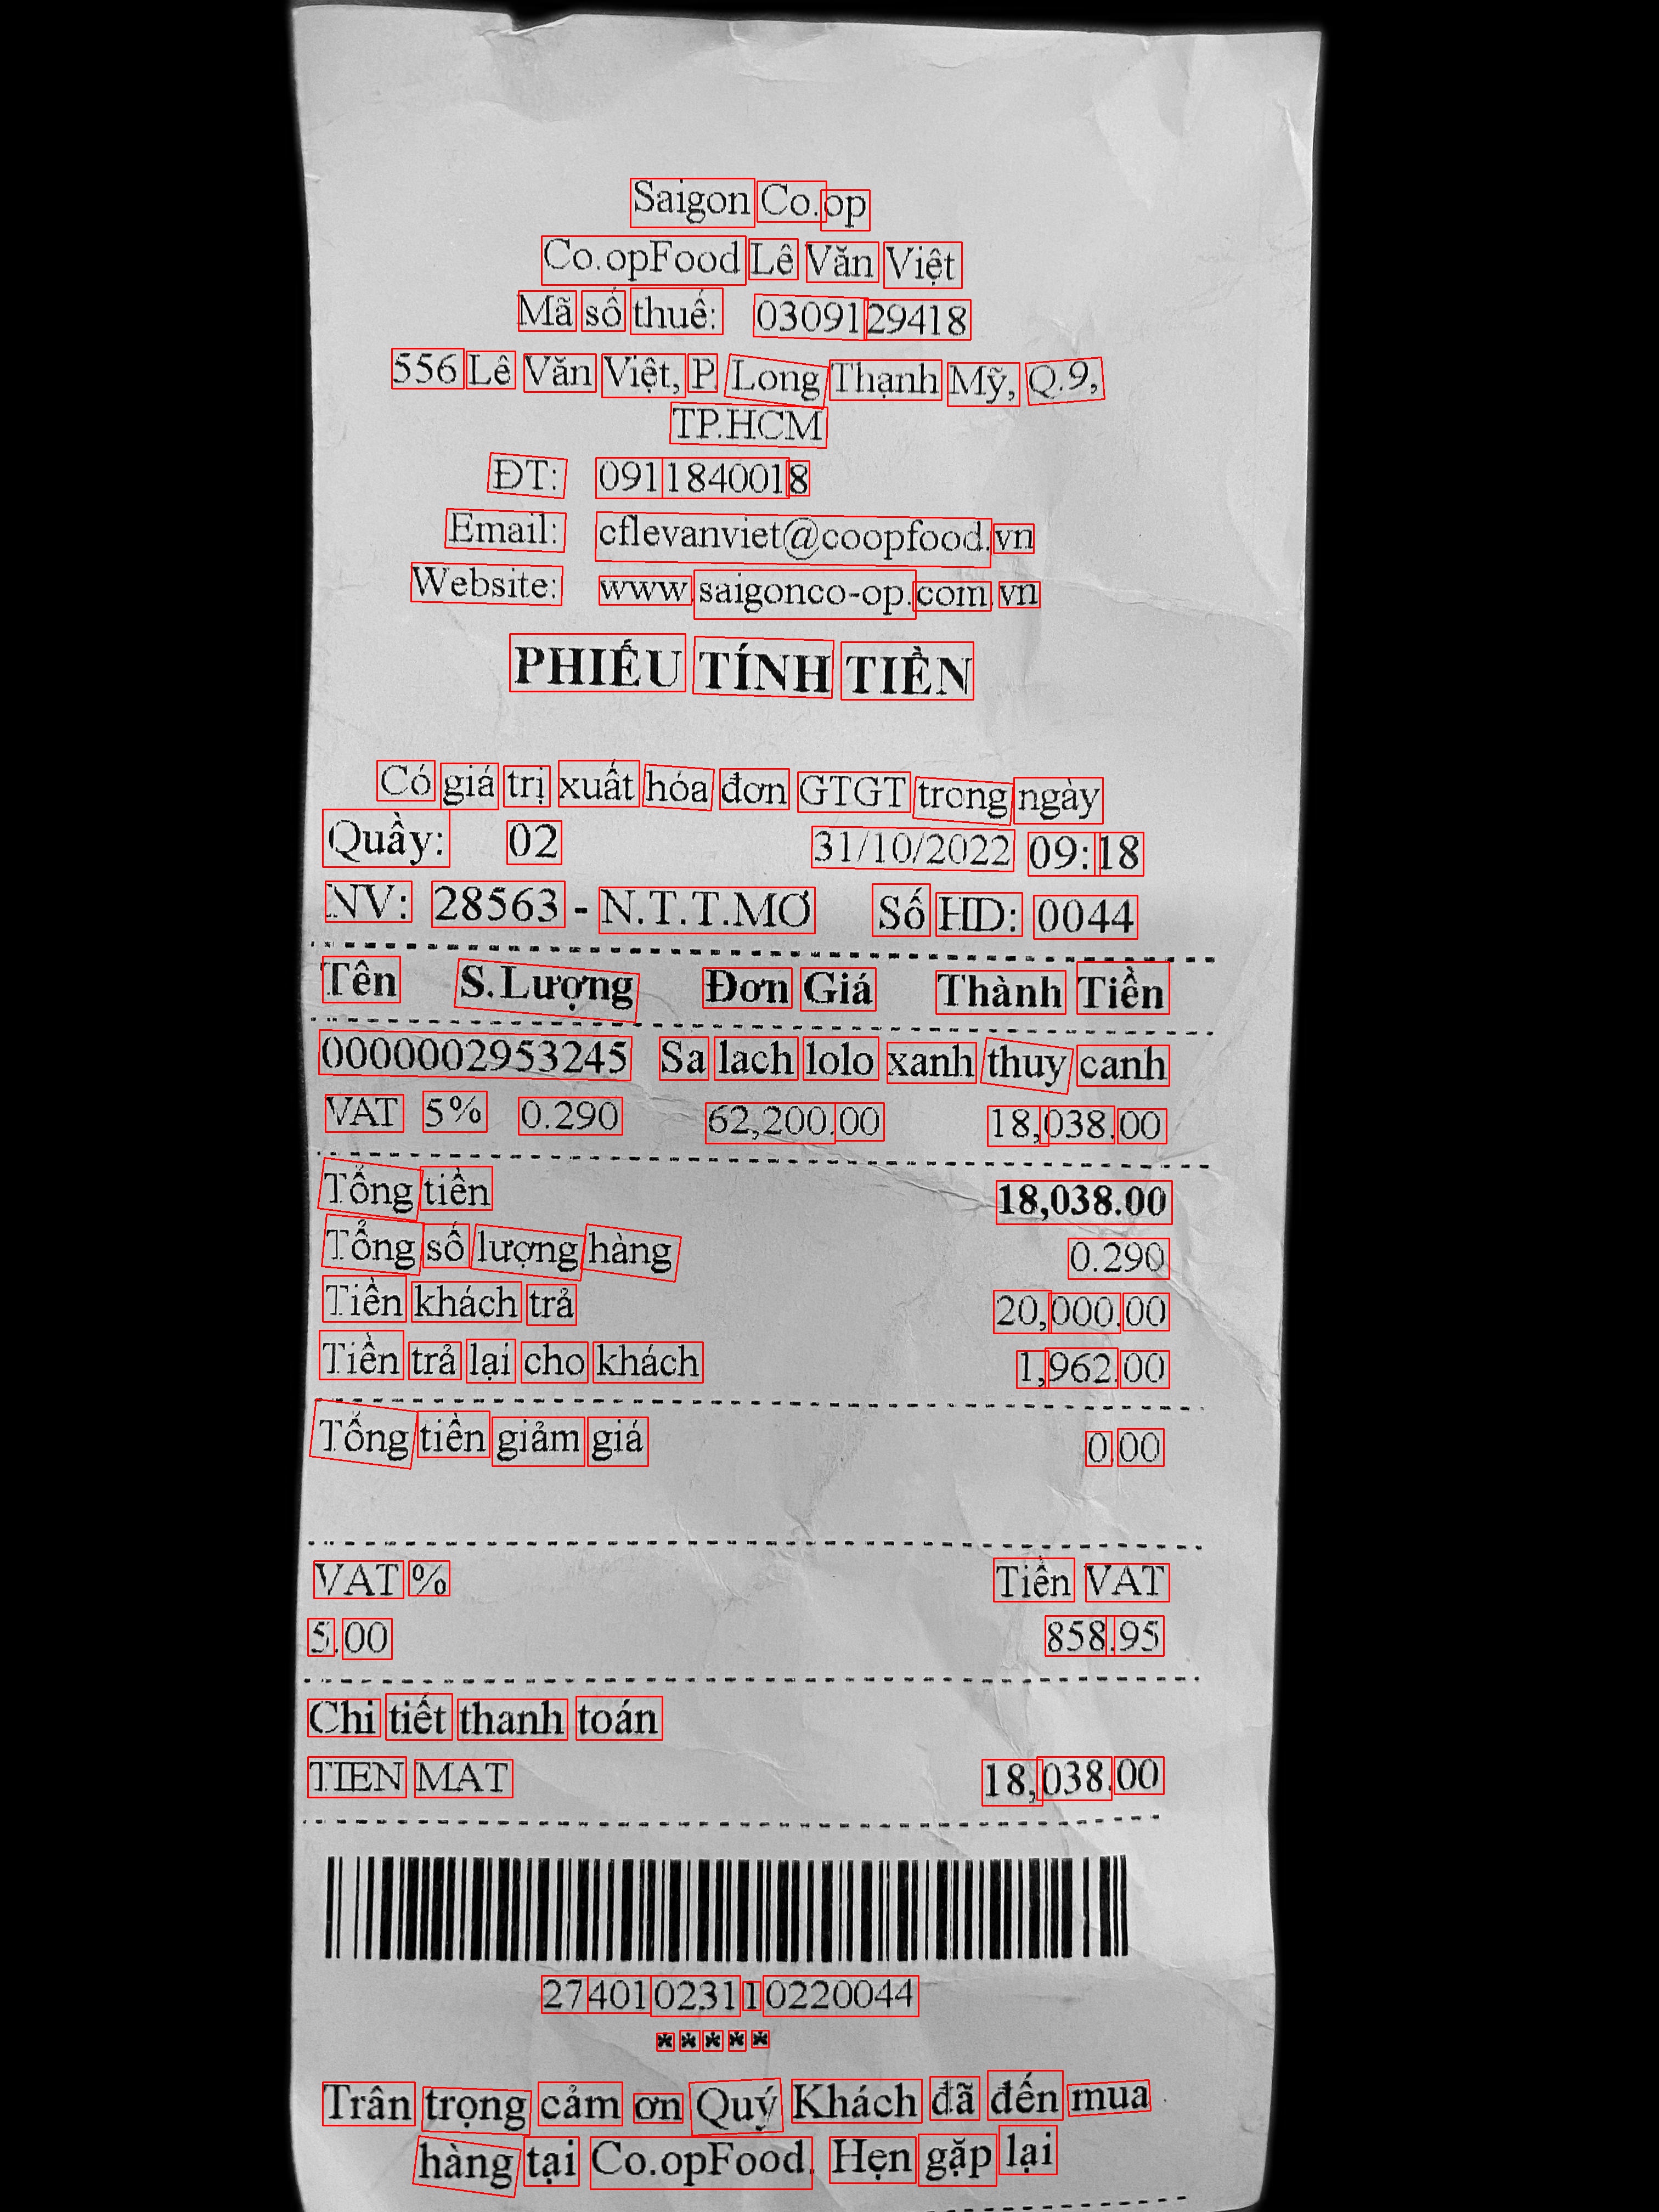 Saigon Co.op
Co.opFood Lê Văn Việt
Mã số thuế: 0309129418
556 Lê Văn Việt, P. Long Thạnh Mỹ, Q.9,
TP.HCM
ĐT: 0911840018
Email: cflevanviet@coopfood.vn
Website: www.saigonco-op.com.vn
PHIẾU TÍNH TIỀN
Có giá trị xuất hóa đơn GTGT trong ngày
Quầy: 02 31/10/2022 09:18
NV: 28563 - N.T.T.MƠ Số HD: 0044
Tên S.Lượng Đơn Giá Thành Tiền
0000002953245 Sa lach lolo xanh thuy canh
VAT 5% 0.290 62,200.00 18,038.00
Tổng tiền 18,038.00
Tổng số lượng hàng 0.290
Tiền khách trả 20,000.00
Tiền trả lại cho khách 1,962.00
Tổng tiền giảm giá 0.00
VAT % Tiền VAT
5.00 858.95
Chi tiết thanh toán
TIEN MAT 18,038.00
27401023110220044
*****
Trân trọng cảm ơn Quý Khách đã đến mua
hàng tại Co.opFood. Hẹn gặp lại